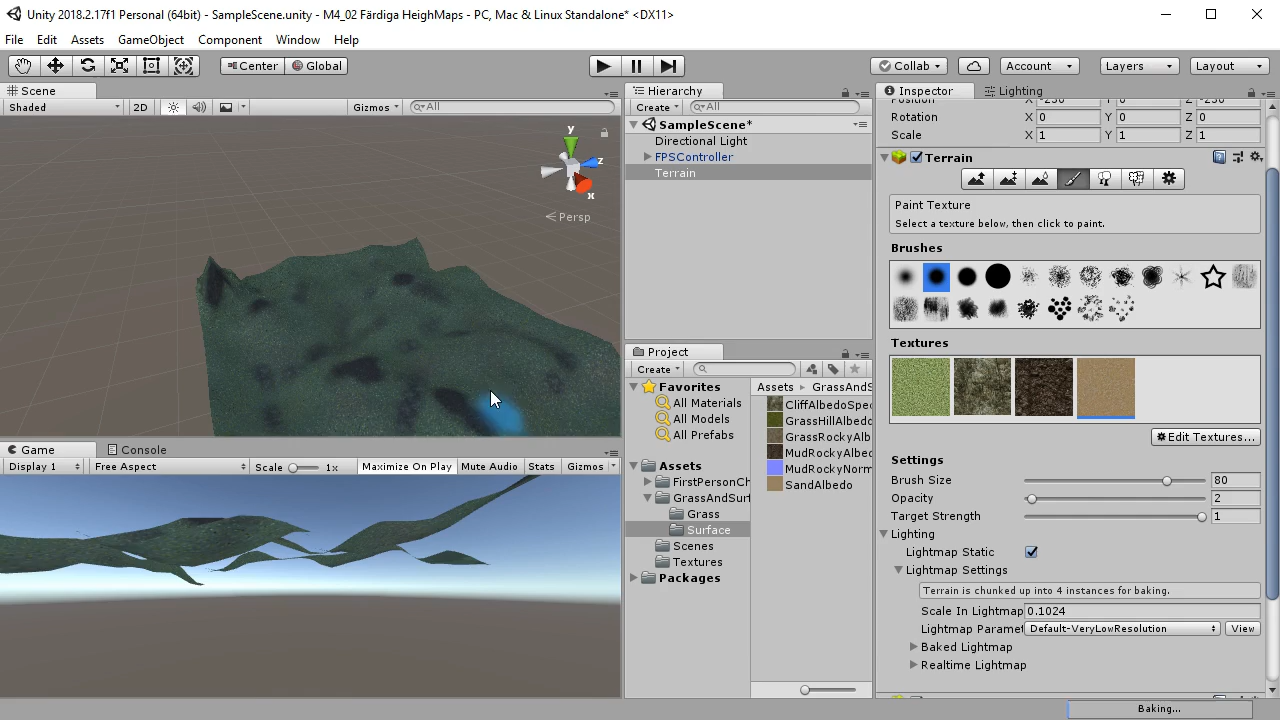 Unity 2018.2.17f1 Personal (64bit) - SampleScene.unity - M4_02 Färdiga HeighMaps - PC, Mac & Linux Standalone* <DX11>
File Edit Assets GameObject Component Window Help
Center Global Collab Account Layers Layout
Scene
Shaded 2D Gizmos All
y
z
x
Persp
Game Console
Display 1 Free Aspect Scale 1x Maximize On Play Mute Audio Stats Gizmos
Hierarchy
Create All
SampleScene*
Directional Light
FPSController
Terrain
Project
Create
Favorites
All Materials
All Models
All Prefabs
Assets
FirstPersonCh
GrassAndSurf
Grass
Surface
Scenes
Textures
Packages
Assets GrassAndS
CliffAlbedoSpec
GrassHillAlbedo
GrassRockyAlb
MudRockyAlbed
MudRockyNorm
SandAlbedo
Inspector Lighting
Position X -250 Y 0 Z -250
Rotation X 0 Y 0 Z 0
Scale X 1 Y 1 Z 1
Terrain
Paint Texture
Select a texture below, then click to paint.
Brushes
Textures
Edit Textures...
Settings
Brush Size 80
Opacity 2
Target Strength 1
Lighting
Lightmap Static
Lightmap Settings
Terrain is chunked up into 4 instances for baking.
Scale In Lightmap 0.1024
Lightmap Paramet Default-VeryLowResolution View
Baked Lightmap
Realtime Lightmap
Baking...